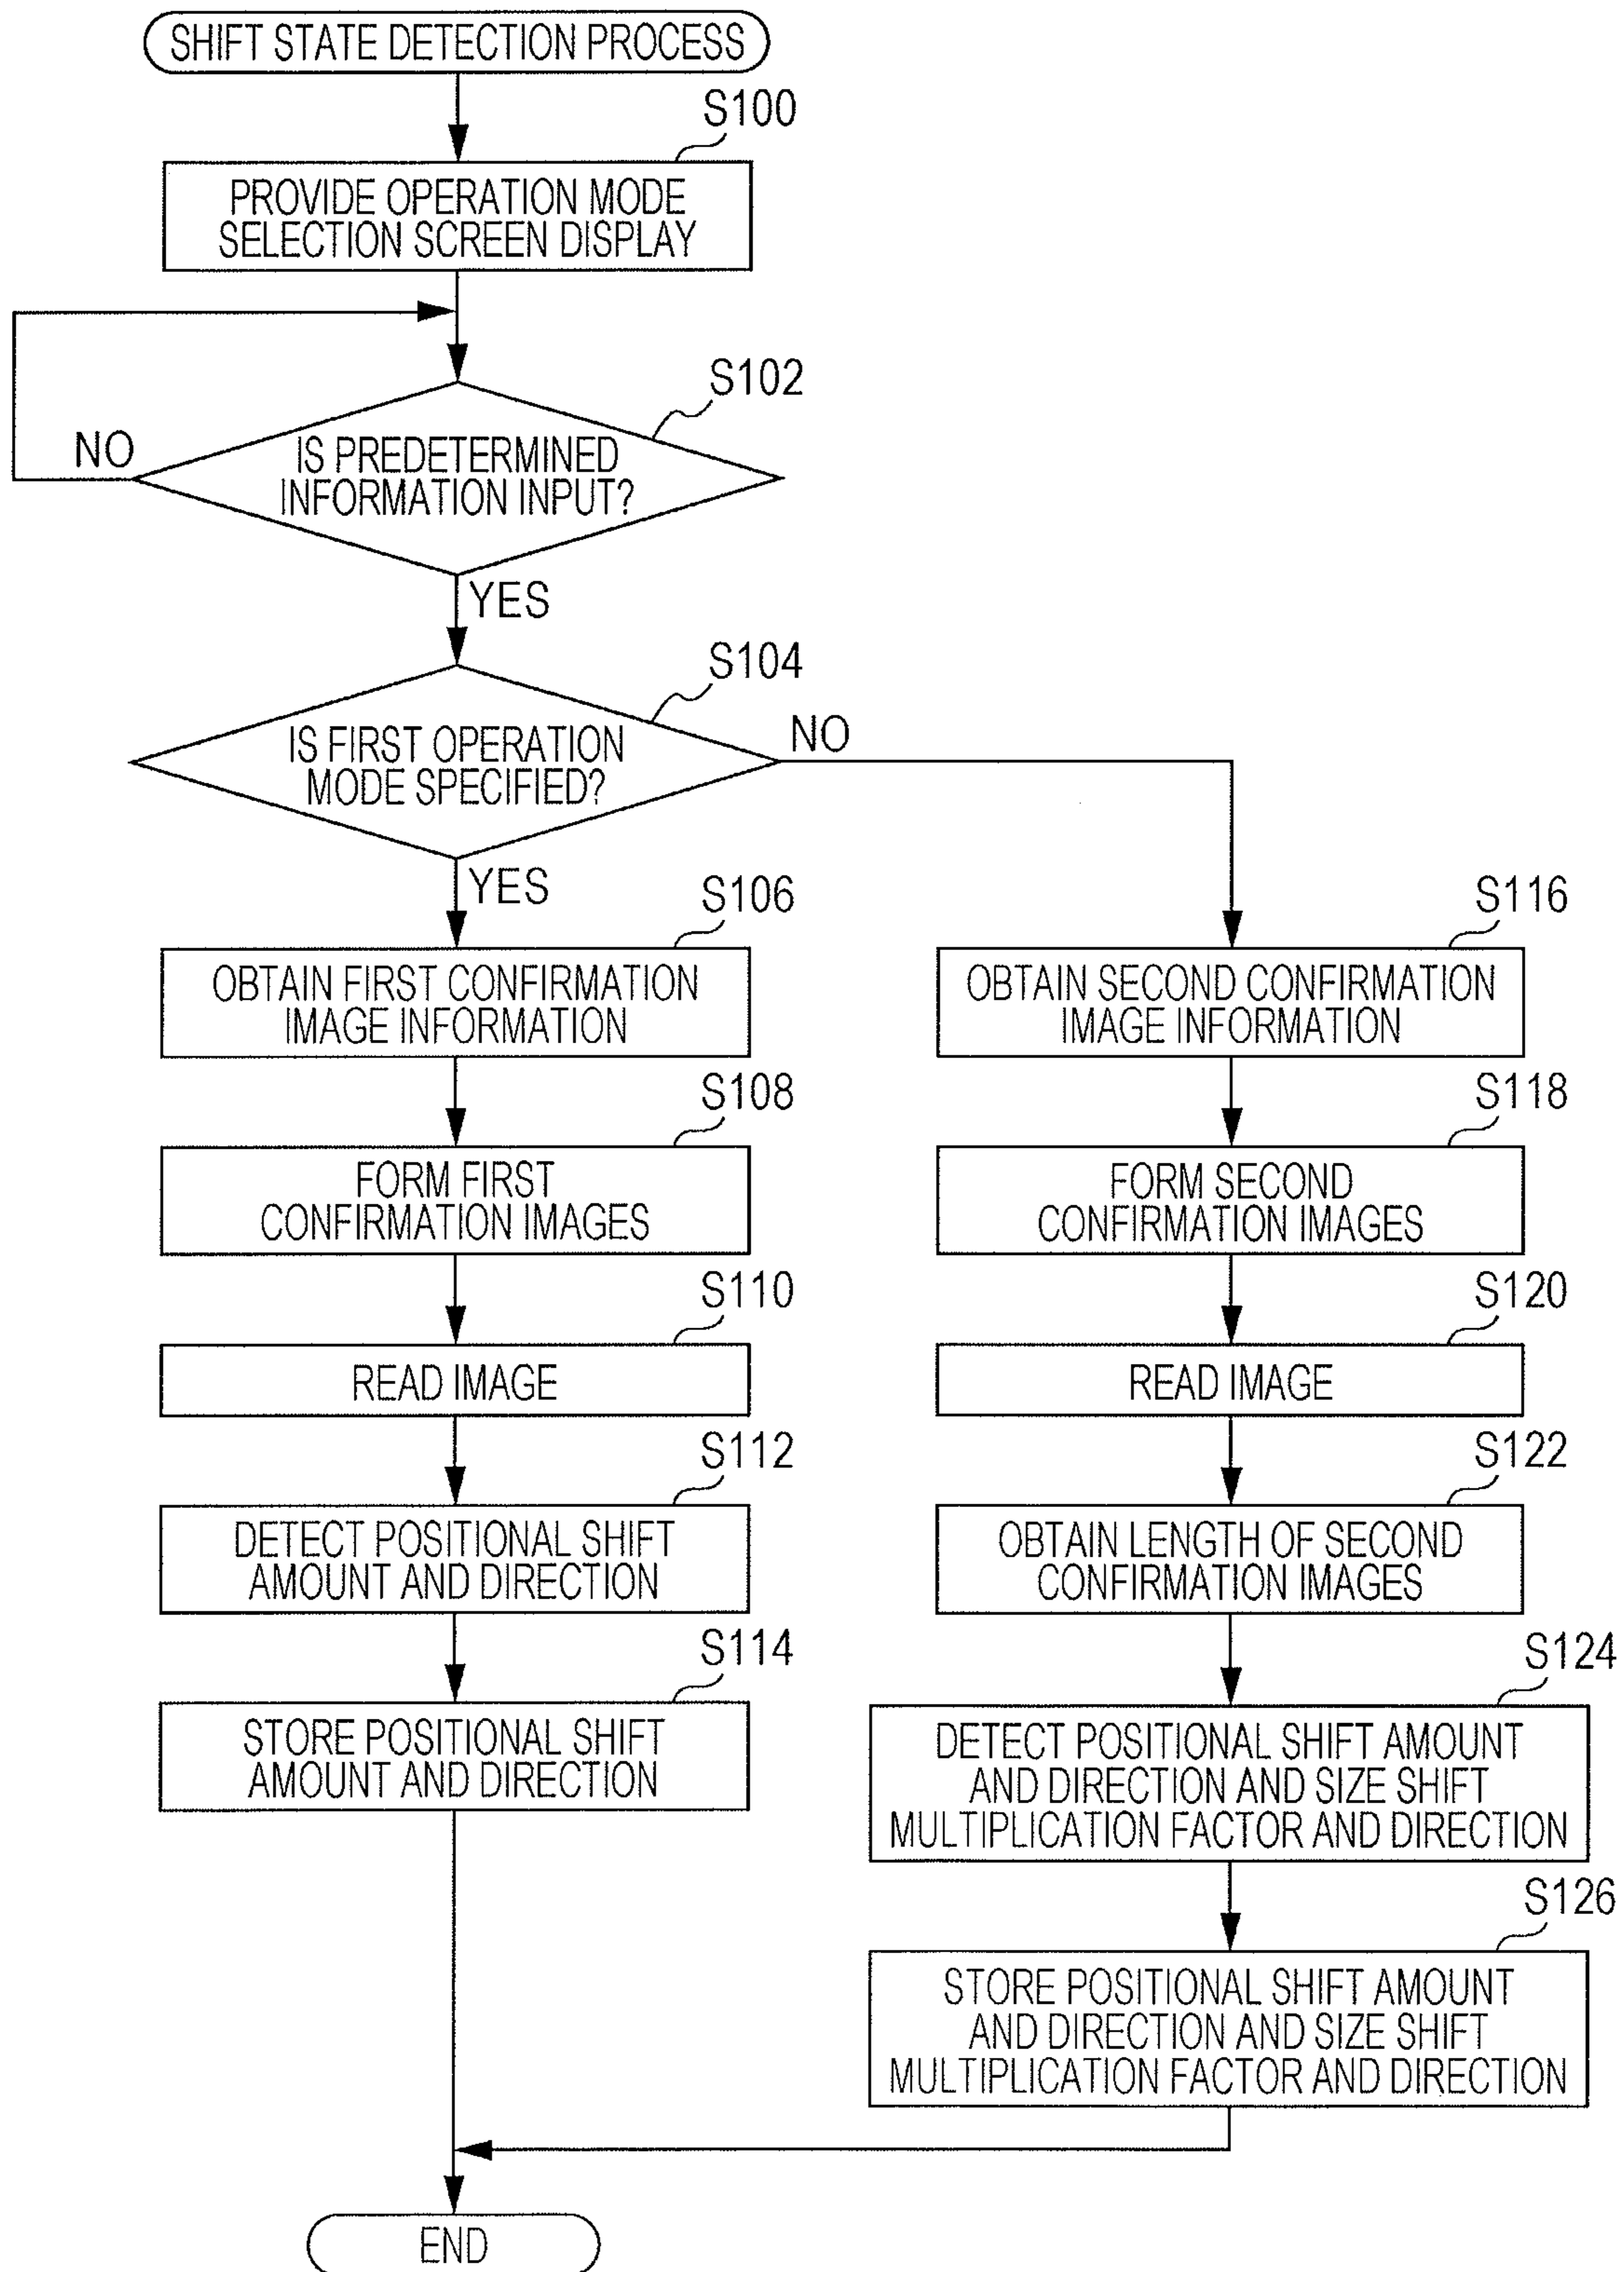 SHIFT STATE DETECTION PROCESS
S100
PROVIDE OPERATION MODE
SELECTION SCREEN DISPLAY
S102
NO
IS PREDETERMINED
INFORMATION INPUT?
YES
S104
IS FIRST OPERATION
MODE SPECIFIED?
NO
YES
S106
OBTAIN FIRST CONFIRMATION
IMAGE INFORMATION
S108
FORM FIRST
CONFIRMATION IMAGES
S110
READ IMAGE
S112
DETECT POSITIONAL SHIFT
AMOUNT AND DIRECTION
S114
STORE POSITIONAL SHIFT
AMOUNT AND DIRECTION
S116
OBTAIN SECOND CONFIRMATION
IMAGE INFORMATION
S118
FORM SECOND
CONFIRMATION IMAGES
S120
READ IMAGE
S122
OBTAIN LENGTH OF SECOND
CONFIRMATION IMAGES
S124
DETECT POSITIONAL SHIFT AMOUNT
AND DIRECTION AND SIZE SHIFT
MULTIPLICATION FACTOR AND DIRECTION
S126
STORE POSITIONAL SHIFT AMOUNT
AND DIRECTION AND SIZE SHIFT
MULTIPLICATION FACTOR AND DIRECTION
END